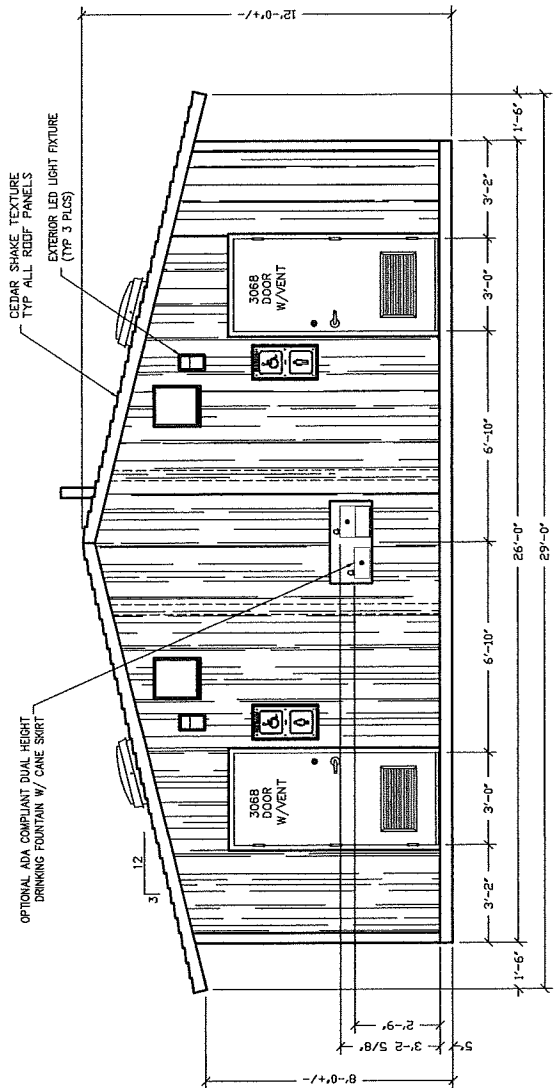 CEDAR SHAKE TEXTURE
TYP ALL ROOF PANELS
EXTERIOR LED LIGHT FIXTURE
(TYP 3 PLCS)
OPTIONAL ADA COMPLIANT DUAL HEIGHT
DRINKING FOUNTAIN W/ CANE SKIRT
12
3
12'-0"+/-
8'-0"+/-
3068
DOOR
W/VENT
3068
DOOR
W/VENT
2'-9"
3'-2 5/8"
5"
1'-6"
3'-2"
3'-0"
6'-10"
6'-10"
3'-0"
3'-2"
1'-6"
26'-0"
29'-0"